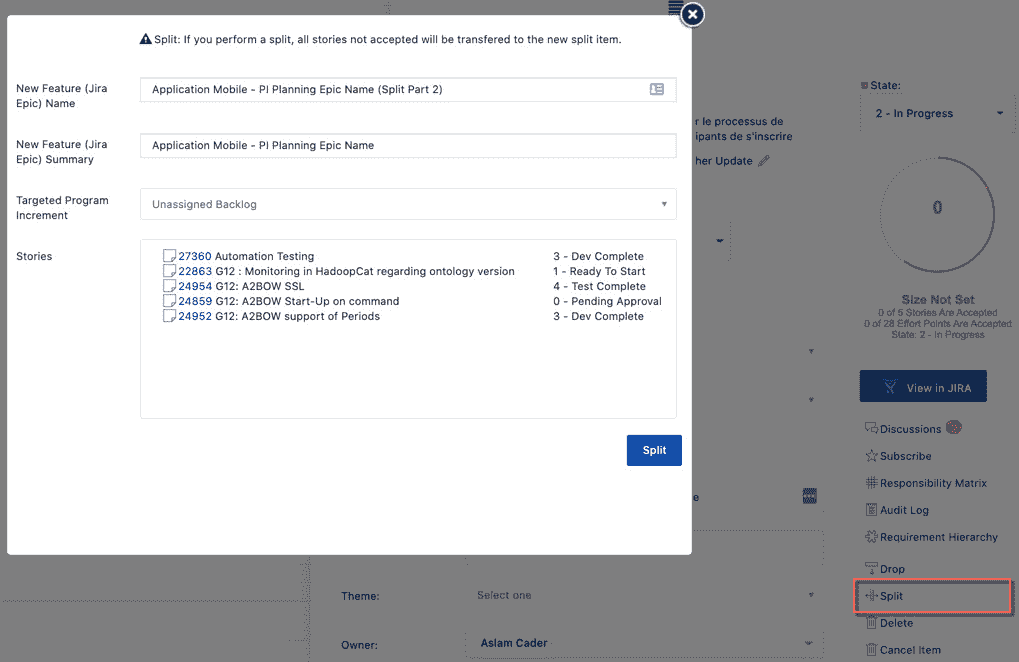 Split: If you perform a split, all stories not accepted will be transfered to the new split item.
New Feature (Jira
Epic) Name
Application Mobile - PI Planning Epic Name (Split Part 2)
New Feature (Jira
Epic) Summary
Application Mobile - PI Planning Epic Name
Targeted Program
Increment
Unassigned Backlog
Stories
27360 Automation Testing 3 - Dev Complete
22863 G12 : Monitoring in HadoopCat regarding ontology version 1 - Ready To Start
24954 G12: A2BOW SSL 4 - Test Complete
24859 G12: A2BOW Start-Up on command 0 - Pending Approval
24952 G12: A2BOW support of Periods 3 - Dev Complete
Split
r le processus de
ipants de s'inscrire
her Update
e
Theme: Select one
Owner: Aslam Cader
State:
2 - In Progress
0
Size Not Set
0 of 5 Stories Are Accepted
0 of 28 Effort Points Are Accepted
State: 2 - In Progress
View in JIRA
Discussions
Subscribe
Responsibility Matrix
Audit Log
Requirement Hierarchy
Drop
Split
Delete
Cancel Item